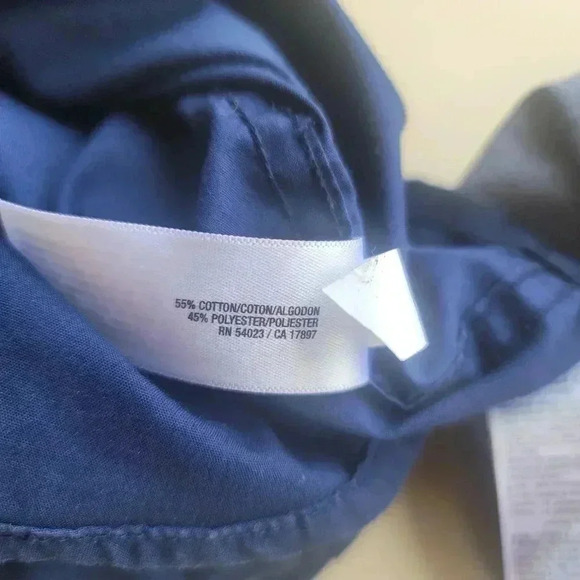 55% COTTON/COTON/ALGODON
45% POLYESTER/POLIESTER
RN 54023 / CA 17897